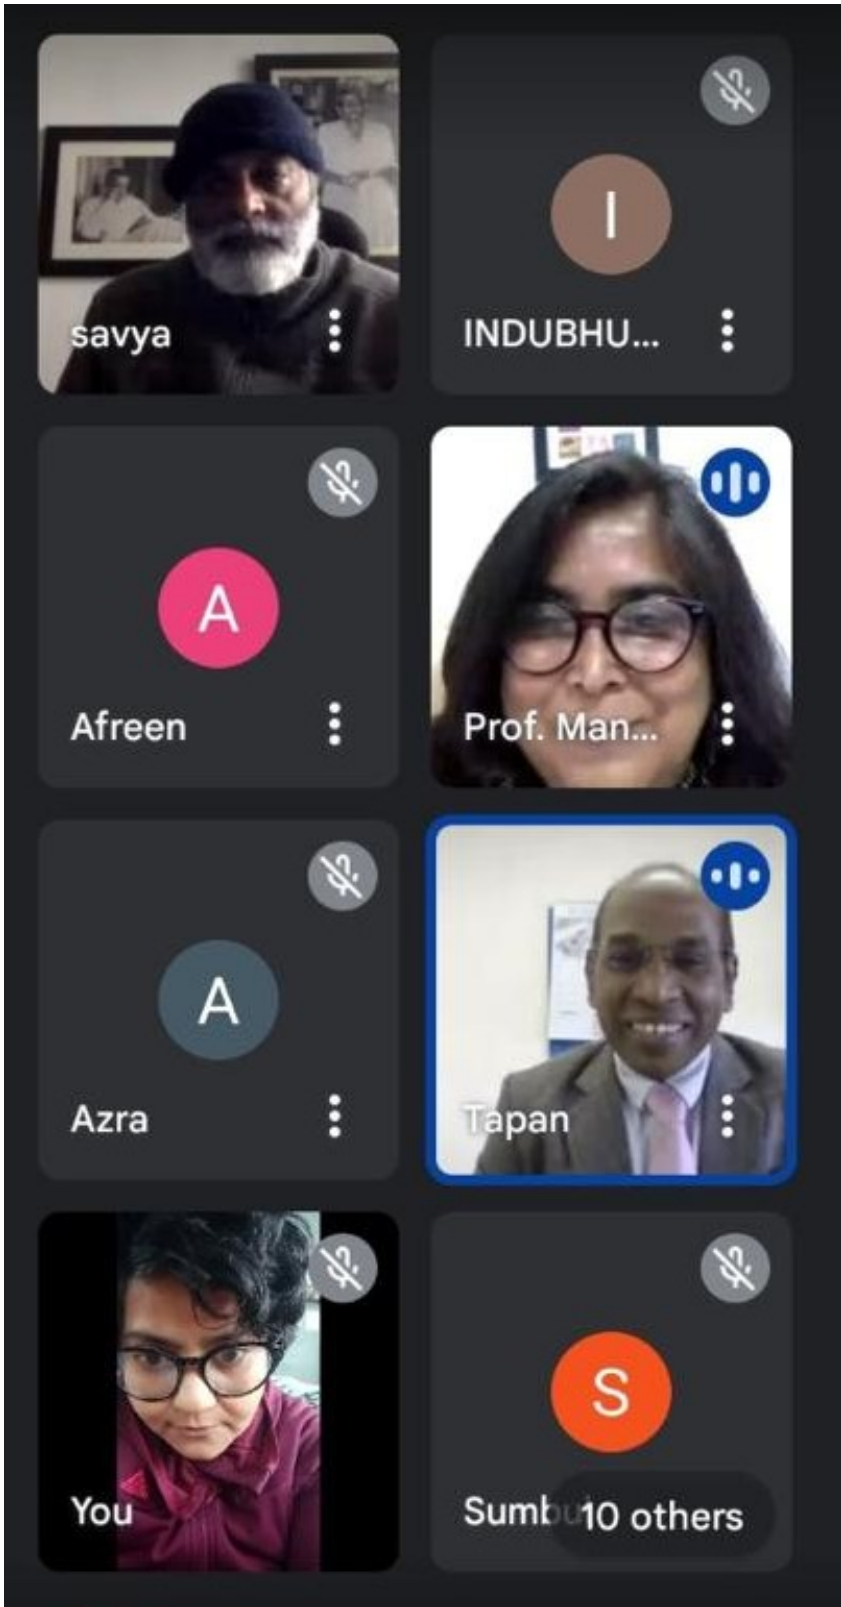 savya
I
INDUBHU...
A
Afreen
Prof. Man...
A
Azra
Tapan
You
S
10 others